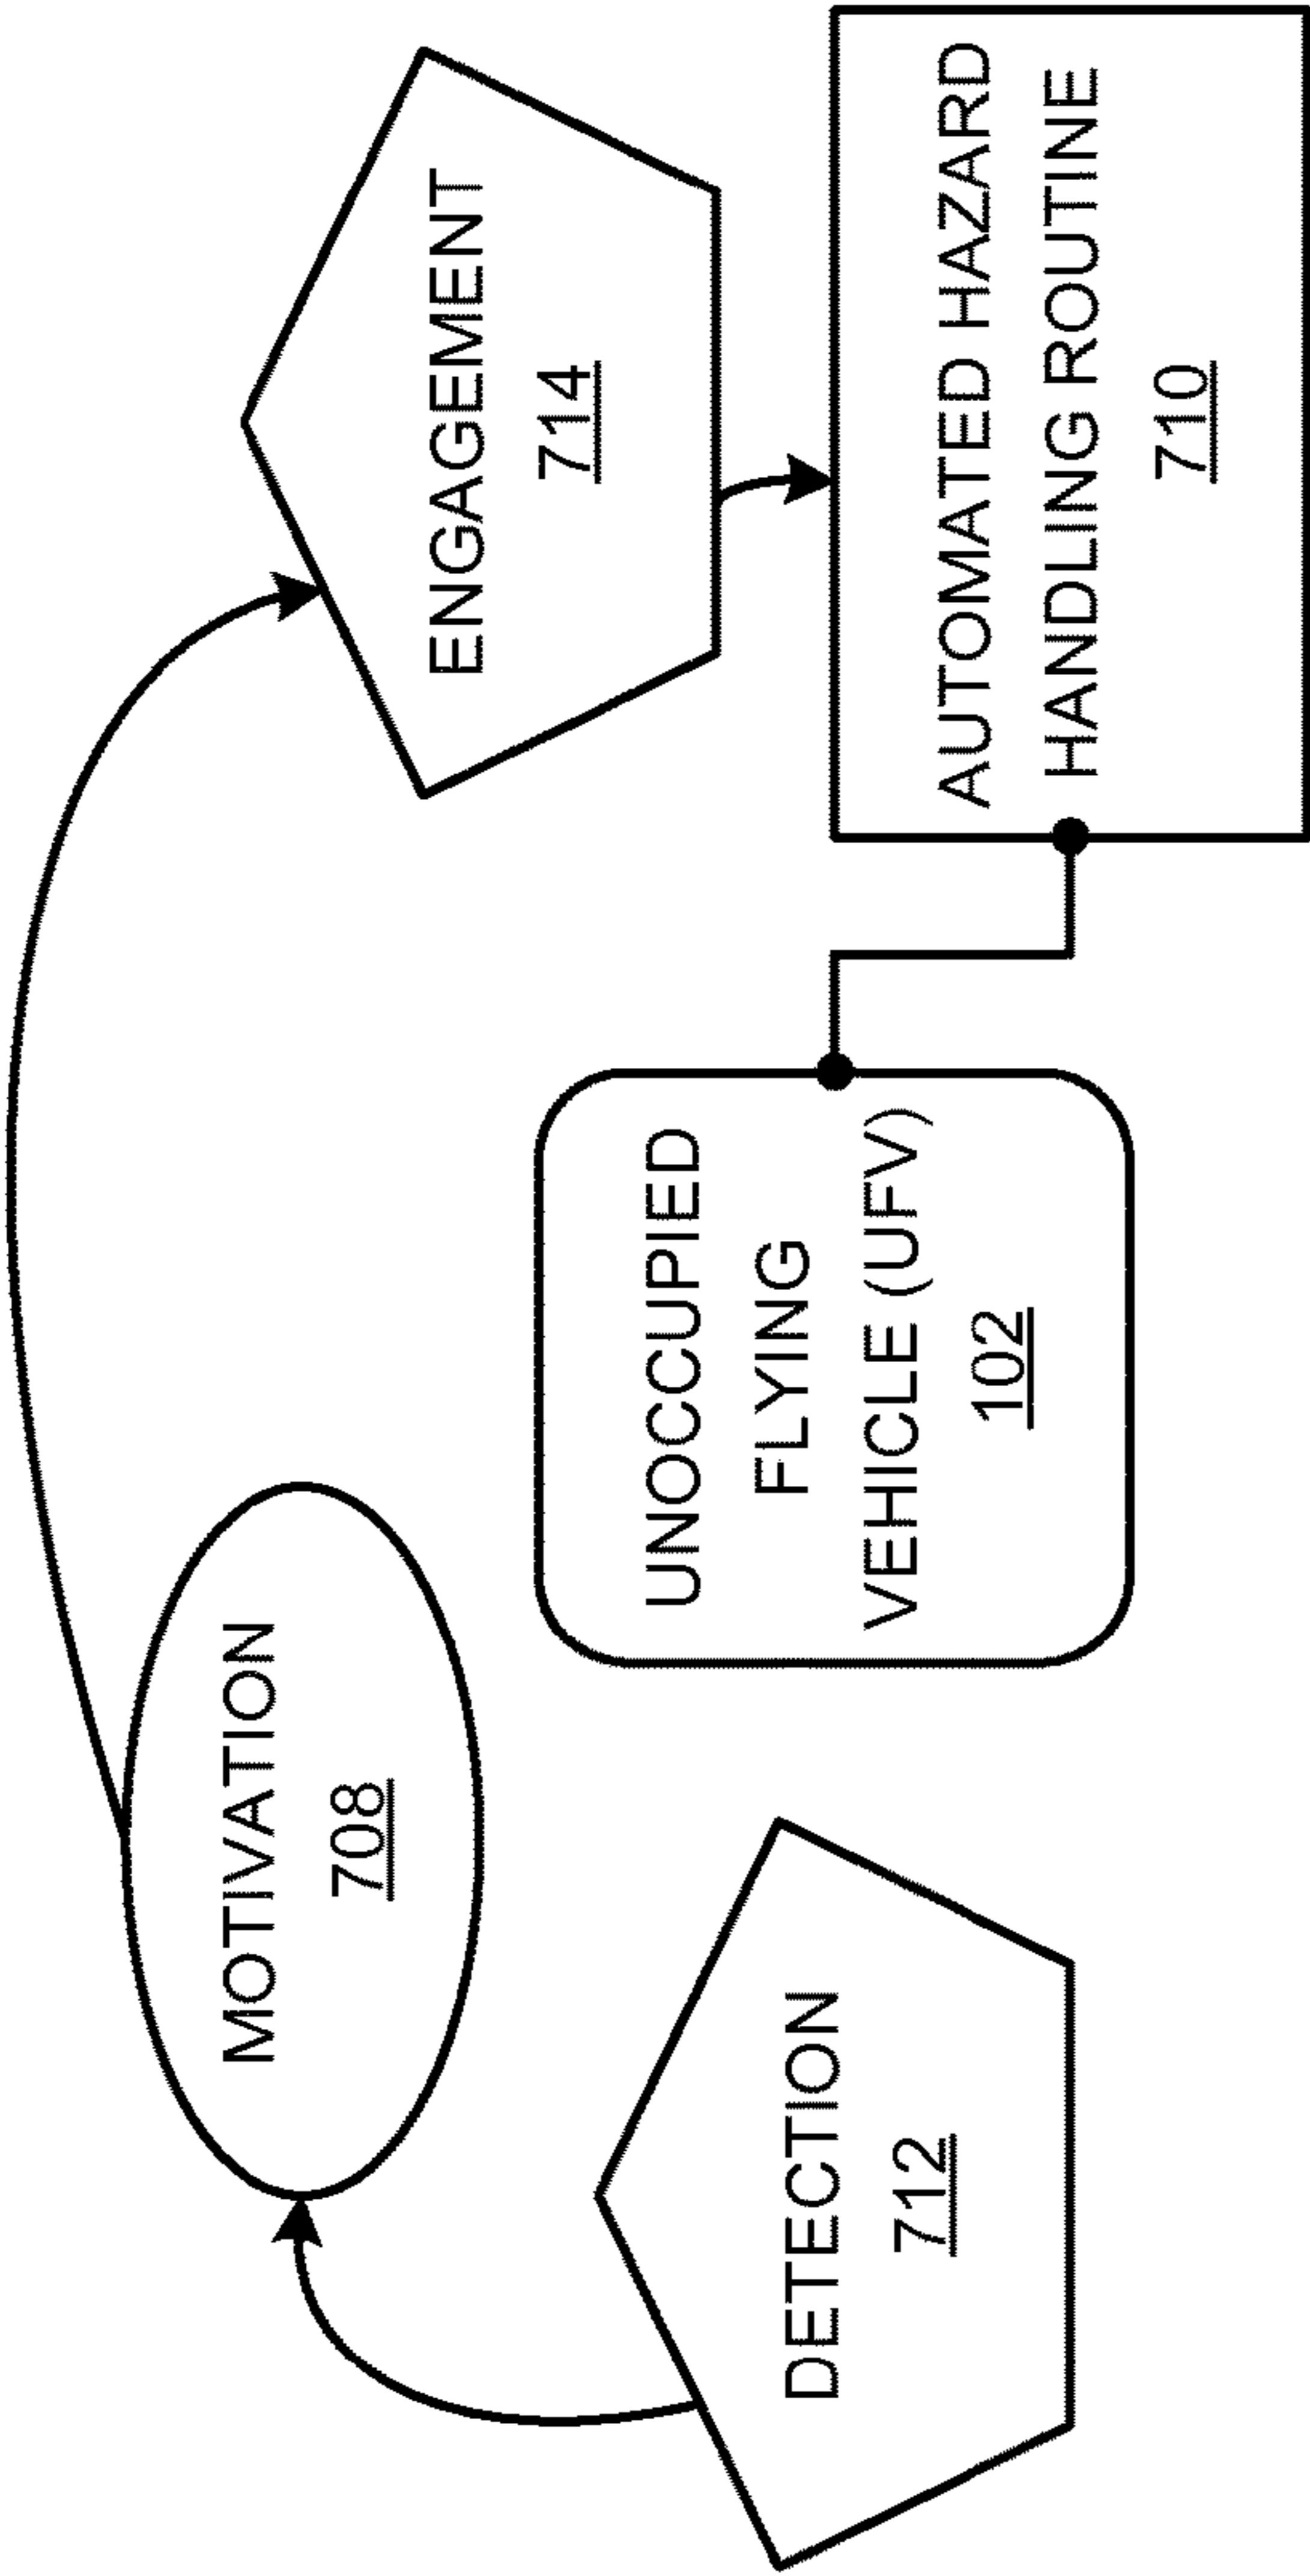 MOTIVATION
708
ENGAGEMENT
714
DETECTION
712
UNOCCUPIED
FLYING
VEHICLE (UFV)
102
AUTOMATED HAZARD
HANDLING ROUTINE
710